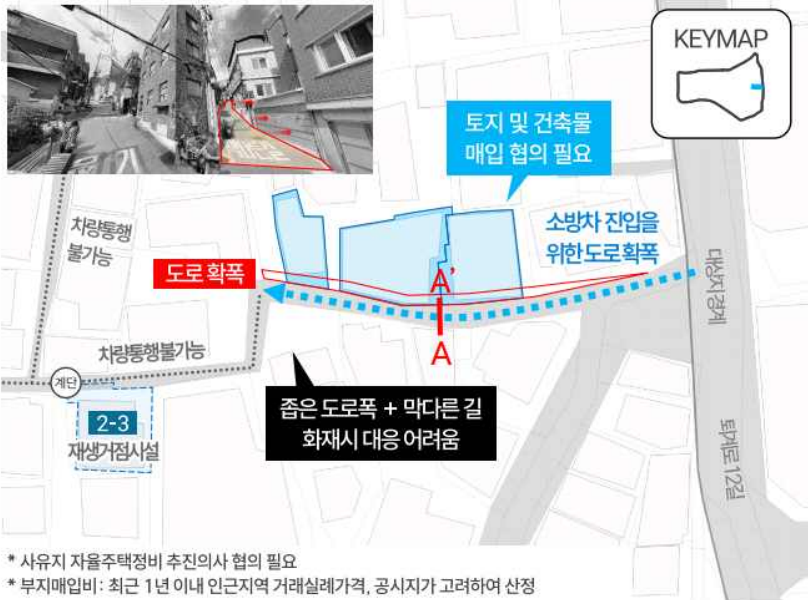 KEYMAP
토지 및 건축물
매입 협의 필요
차량통행
불가능
소방차 진입을
위한 도로 확폭
도로 확폭
A'
A
대상지경계
차량통행불가능
계단
좁은 도로폭 + 막다른 길
화재시 대응 어려움
2-3
재생거점시설
퇴계로12길
* 사유지 자율주택정비 추진의사 협의 필요
* 부지매입비: 최근 1년 이내 인근지역 거래실례가격, 공시지가 고려하여 산정